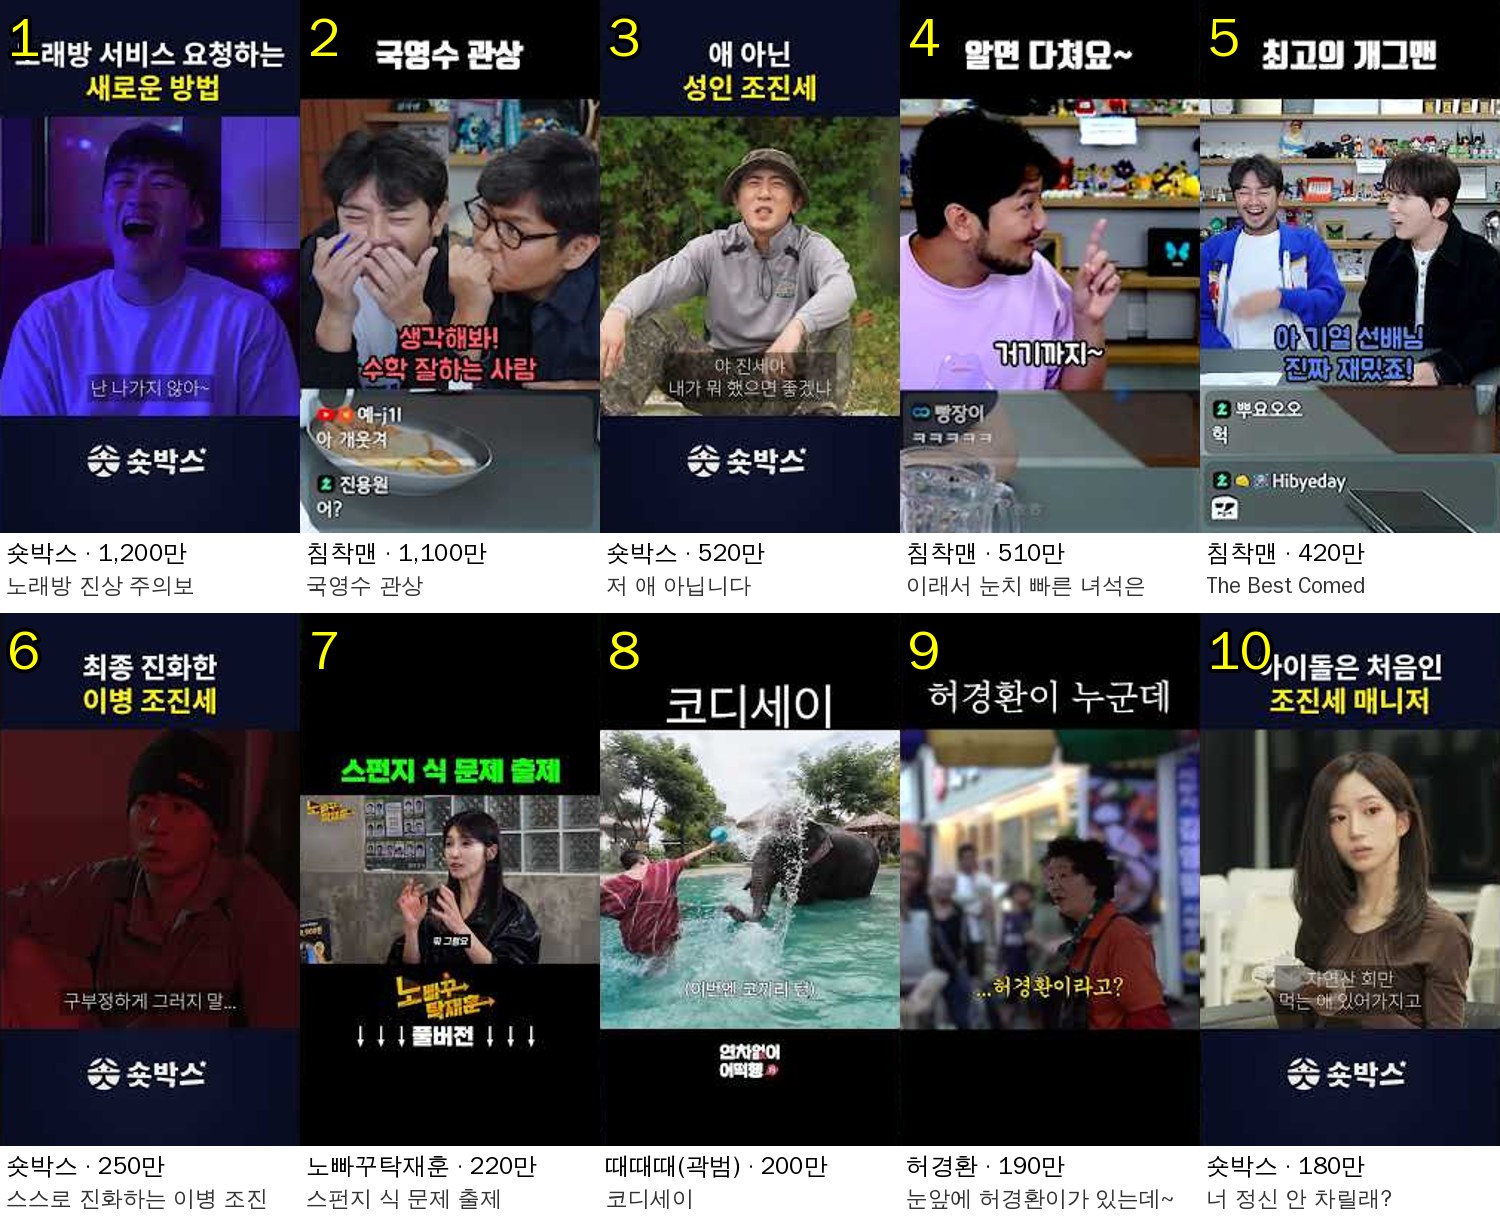 1
노래방 서비스 요청하는
새로운 방법
난 나가지 않아~
숏박스
숏박스 · 1,200만
노래방 진상 주의보
2
국영수 관상
생각해봐!
수학 잘하는 사람
예-j1l
아 개웃겨
진용원
어?
침착맨 · 1,100만
국영수 관상
3
애 아닌
성인 조진세
야 진세야
내가 뭐 했으면 좋겠냐
숏박스
숏박스 · 520만
저 애 아닙니다
4
알면 다쳐요~
거기까지~
빵장이
ㅋㅋㅋㅋㅋ
침착맨 · 510만
이래서 눈치 빠른 녀석은
5
최고의 개그맨
아 기열 선배님
진짜 재밌죠!
뿌요오오
헉
Hibyeday
침착맨 · 420만
The Best Comed
6
최종 진화한
이병 조진세
구부정하게 그러지 말...
숏박스
숏박스 · 250만
스스로 진화하는 이병 조진
7
스펀지 식 문제 출제
노빠꾸
탁재훈
뭐 그럼요
노빠꾸
탁재훈
↓ ↓ ↓ 풀버전 ↓ ↓ ↓
노빠꾸탁재훈 · 220만
스펀지 식 문제 출제
8
코디세이
(이번엔 코끼리 턴)
연차없이
어떡행
때때때(곽범) · 200만
코디세이
9
허경환이 누군데
...허경환이라고?
허경환 · 190만
눈앞에 허경환이가 있는데~
10
아이돌은 처음인
조진세 매니저
자연산 회만
먹는 애 있어가지고
숏박스
숏박스 · 180만
너 정신 안 차릴래?